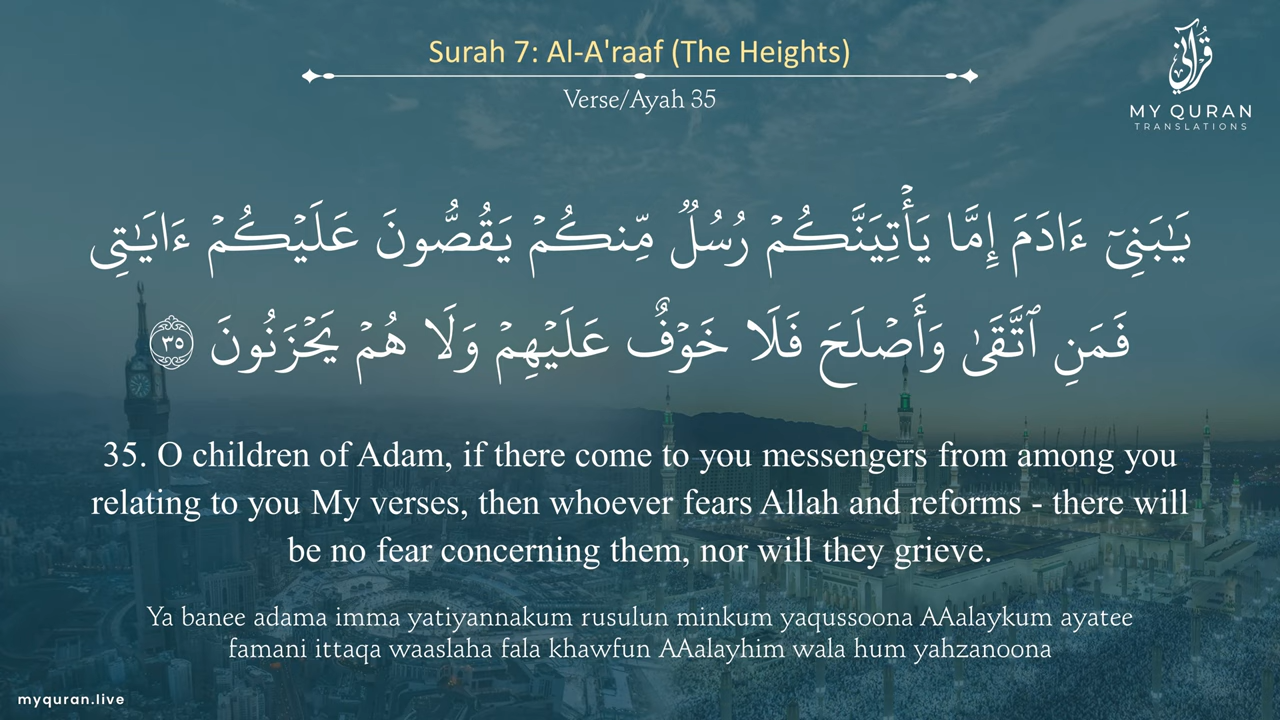 Surah 7: Al-A'raaf (The Heights)
Verse/Ayah 35
قرآني
MY QURAN
TRANSLATIONS
يَـٰبَنِىٓ ءَادَمَ إِمَّا يَأْتِيَنَّكُمْ رُسُلٌۭ مِّنكُمْ يَقُصُّونَ عَلَيْكُمْ ءَايَـٰتِى
فَمَنِ ٱتَّقَىٰ وَأَصْلَحَ فَلَا خَوْفٌ عَلَيْهِمْ وَلَا هُمْ يَحْزَنُونَ ٣٥
35. O children of Adam, if there come to you messengers from among you
relating to you My verses, then whoever fears Allah and reforms - there will
be no fear concerning them, nor will they grieve.
Ya banee adama imma yatiyannakum rusulun minkum yaqussoona AAalaykum ayatee
famani ittaqa waaslaha fala khawfun AAalayhim wala hum yahzanoona
myquran.live